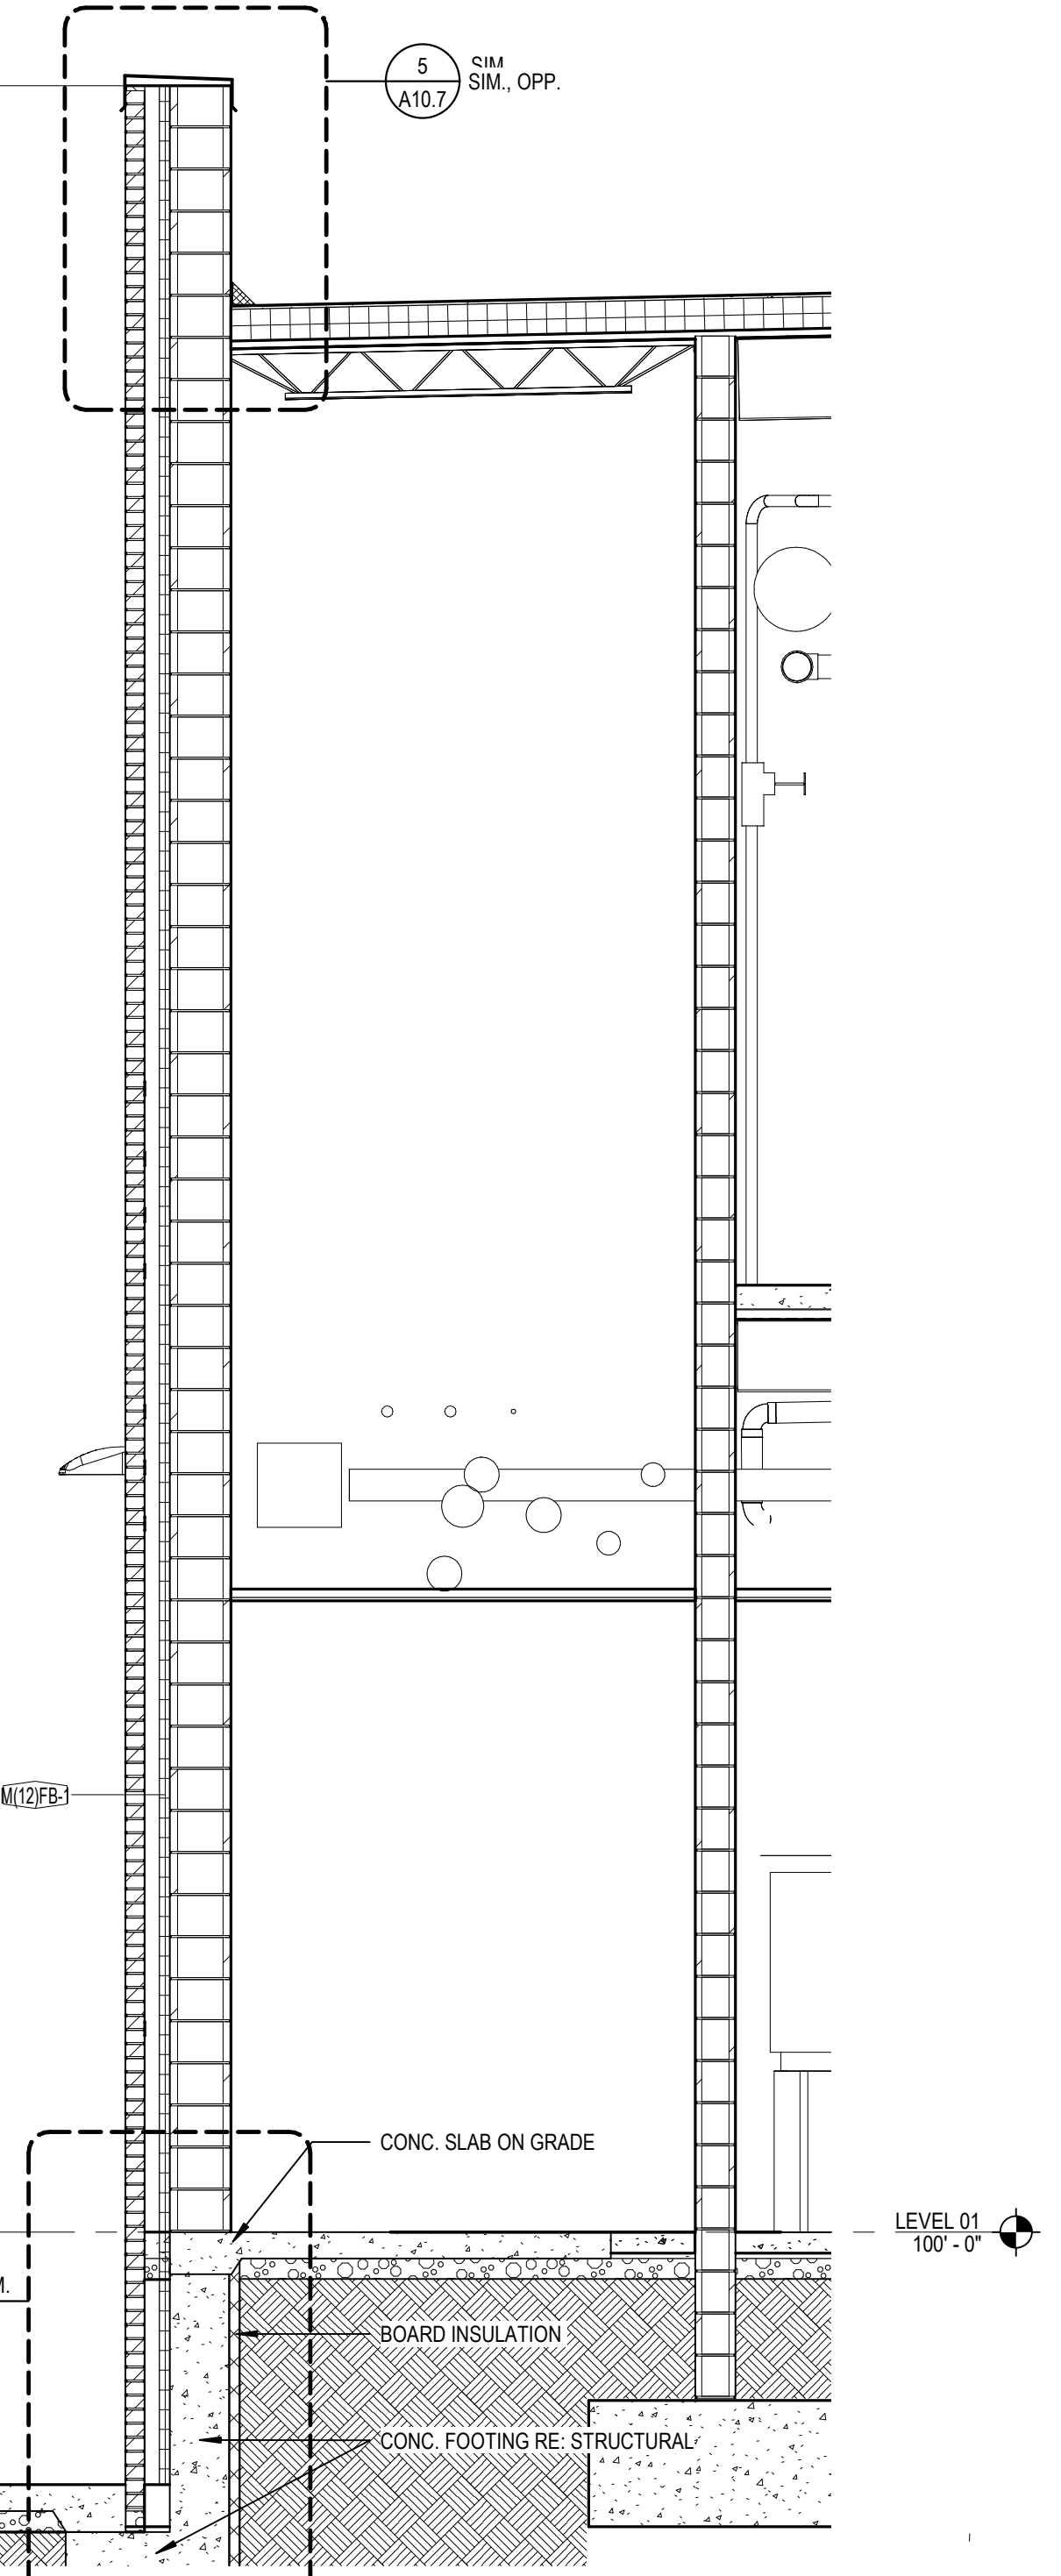 5
A10.7
SIM
SIM., OPP.
M(12)FB-1
CONC. SLAB ON GRADE
LEVEL 01
100' - 0"
M.
BOARD INSULATION
CONC. FOOTING RE: STRUCTURAL